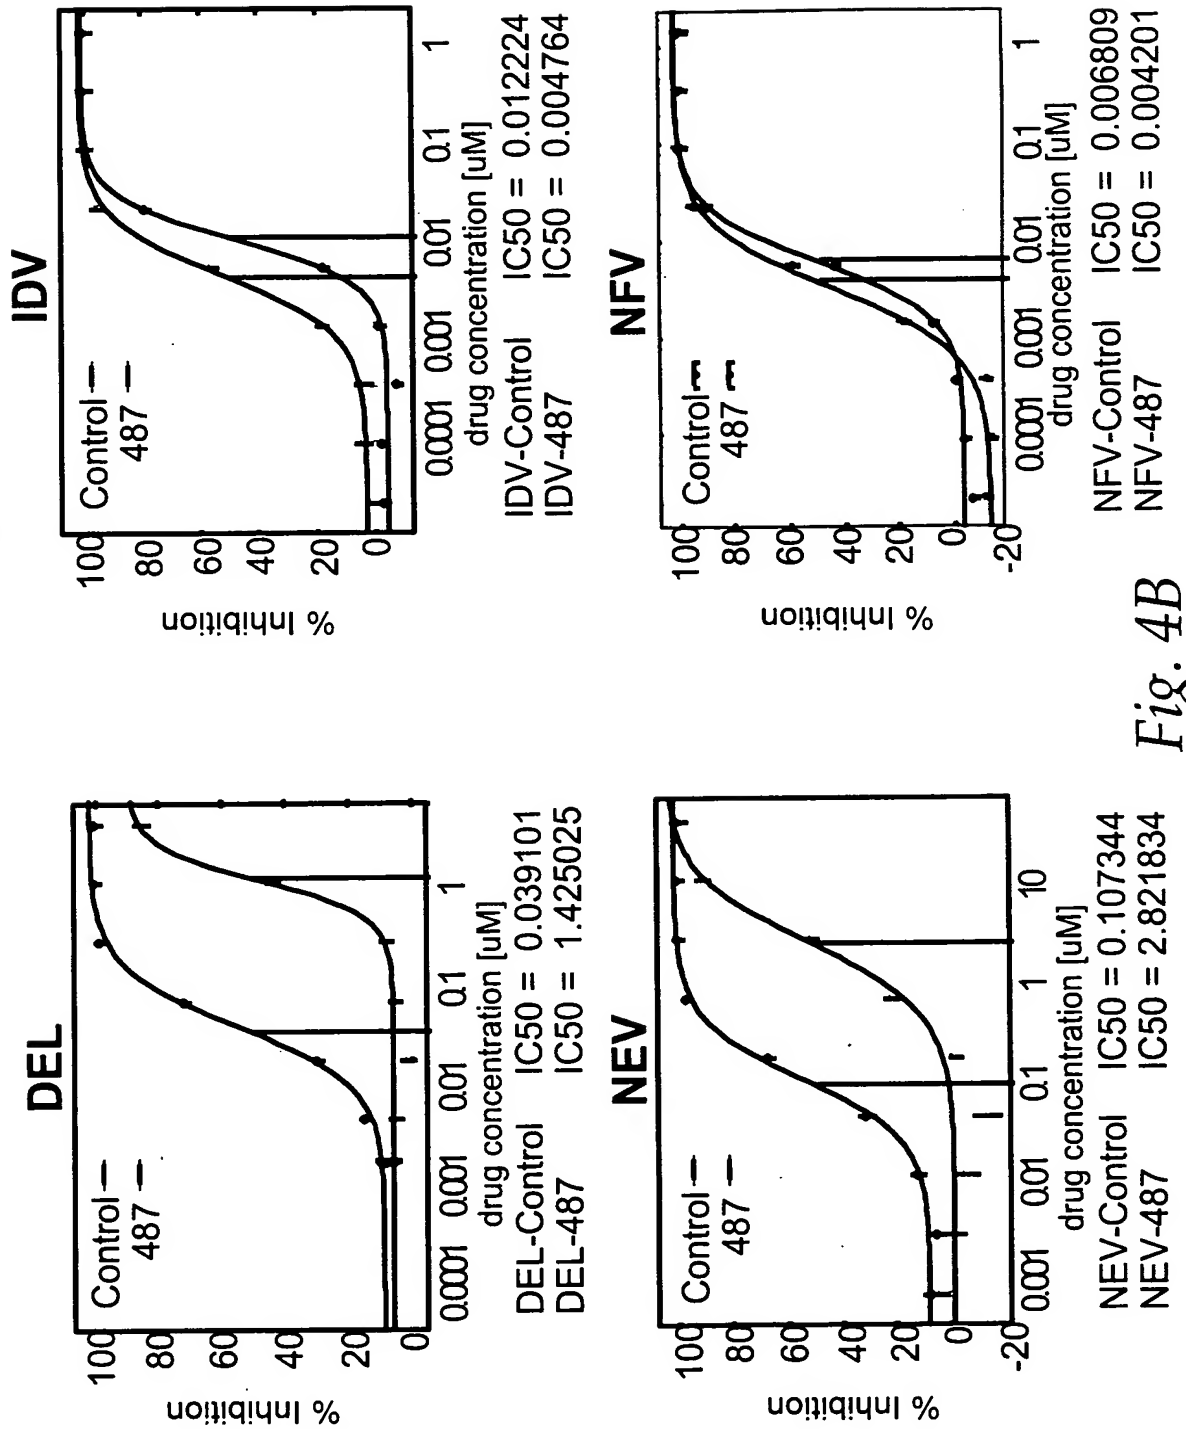 DEL
% Inhibition
100
80
60
40
20
0
Control
487
0.0001 0.001 0.01 0.1 1
drug concentration [uM]
DEL-Control IC50 = 0.039101
DEL-487 IC50 = 1.425025
IDV
% Inhibition
100
80
60
40
20
0
Control
487
0.0001 0.001 0.01 0.1 1
drug concentration [uM]
IDV-Control IC50 = 0.012224
IDV-487 IC50 = 0.004764
NEV
% Inhibition
100
80
60
40
20
0
-20
Control
487
0.001 0.01 0.1 1 10
drug concentration [uM]
NEV-Control IC50 = 0.107344
NEV-487 IC50 = 2.821834
NFV
% Inhibition
100
80
60
40
20
0
-20
Control
487
0.0001 0.001 0.01 0.1 1
drug concentration [uM]
NFV-Control IC50 = 0.006809
NFV-487 IC50 = 0.004201
Fig. 4B